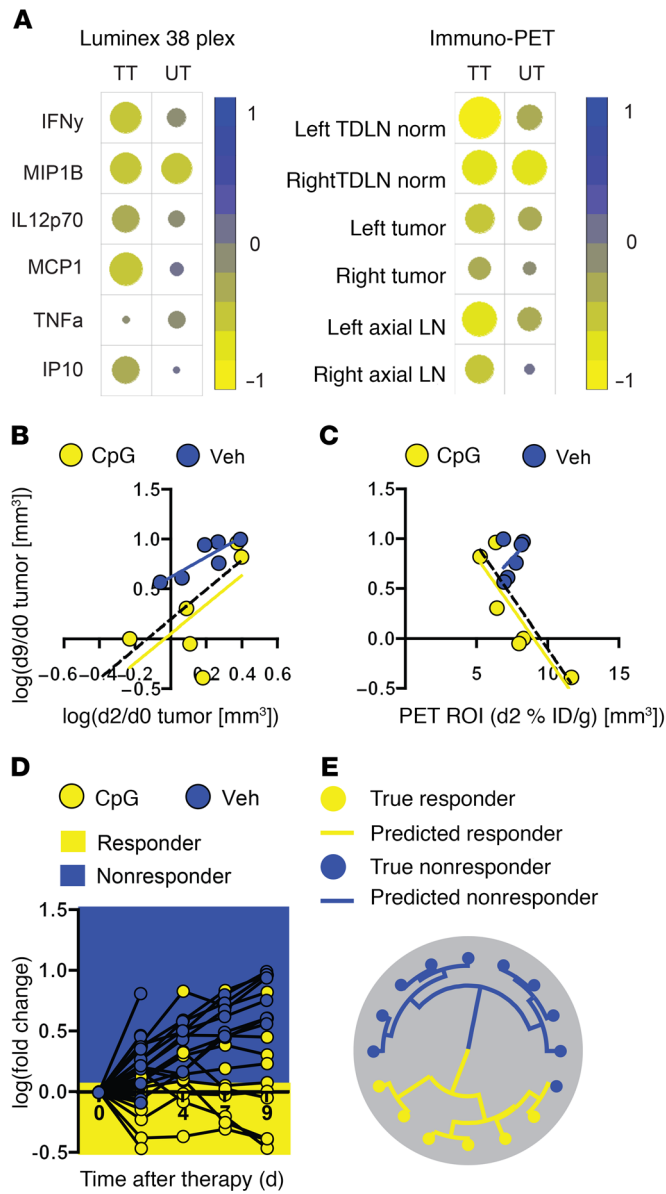 A
Luminex 38 plex
TT UT
IFNy
MIP1B
IL12p70
MCP1
TNFa
IP10
1
0
–1
Immuno-PET
TT UT
Left TDLN norm
RightTDLN norm
Left tumor
Right tumor
Left axial LN
Right axial LN
1
0
–1
B
CpG Veh
log(d9/d0 tumor [mm³])
1.5
1.0
0.5
0.0
–0.5
–0.6 –0.4 –0.2 0.2 0.4 0.6
log(d2/d0 tumor [mm³])
C
CpG Veh
1.5
1.0
0.5
0.0
–0.5
5 10 15
PET ROI (d2 % ID/g) [mm³])
D
CpG Veh
Responder
Nonresponder
log(fold change)
1.5
1.0
0.5
0.0
–0.5
0 4 7 9
Time after therapy (d)
E
True responder
Predicted responder
True nonresponder
Predicted nonresponder